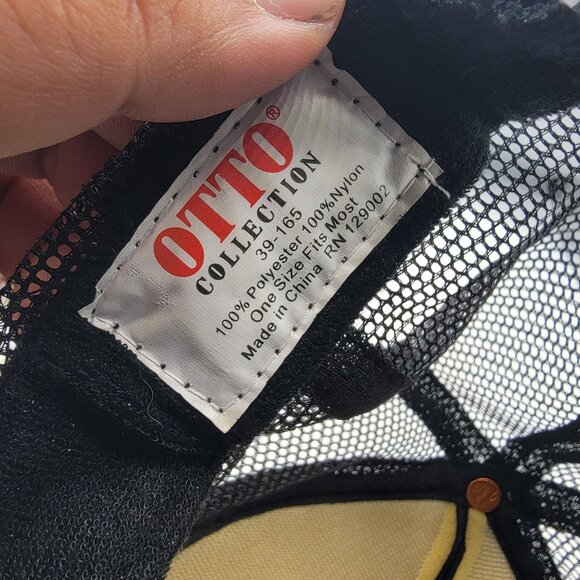 OTTO®
COLLECTION
39-165
100% Polyester 100%Nylon
One Size Fits Most
Made in China RN 129002